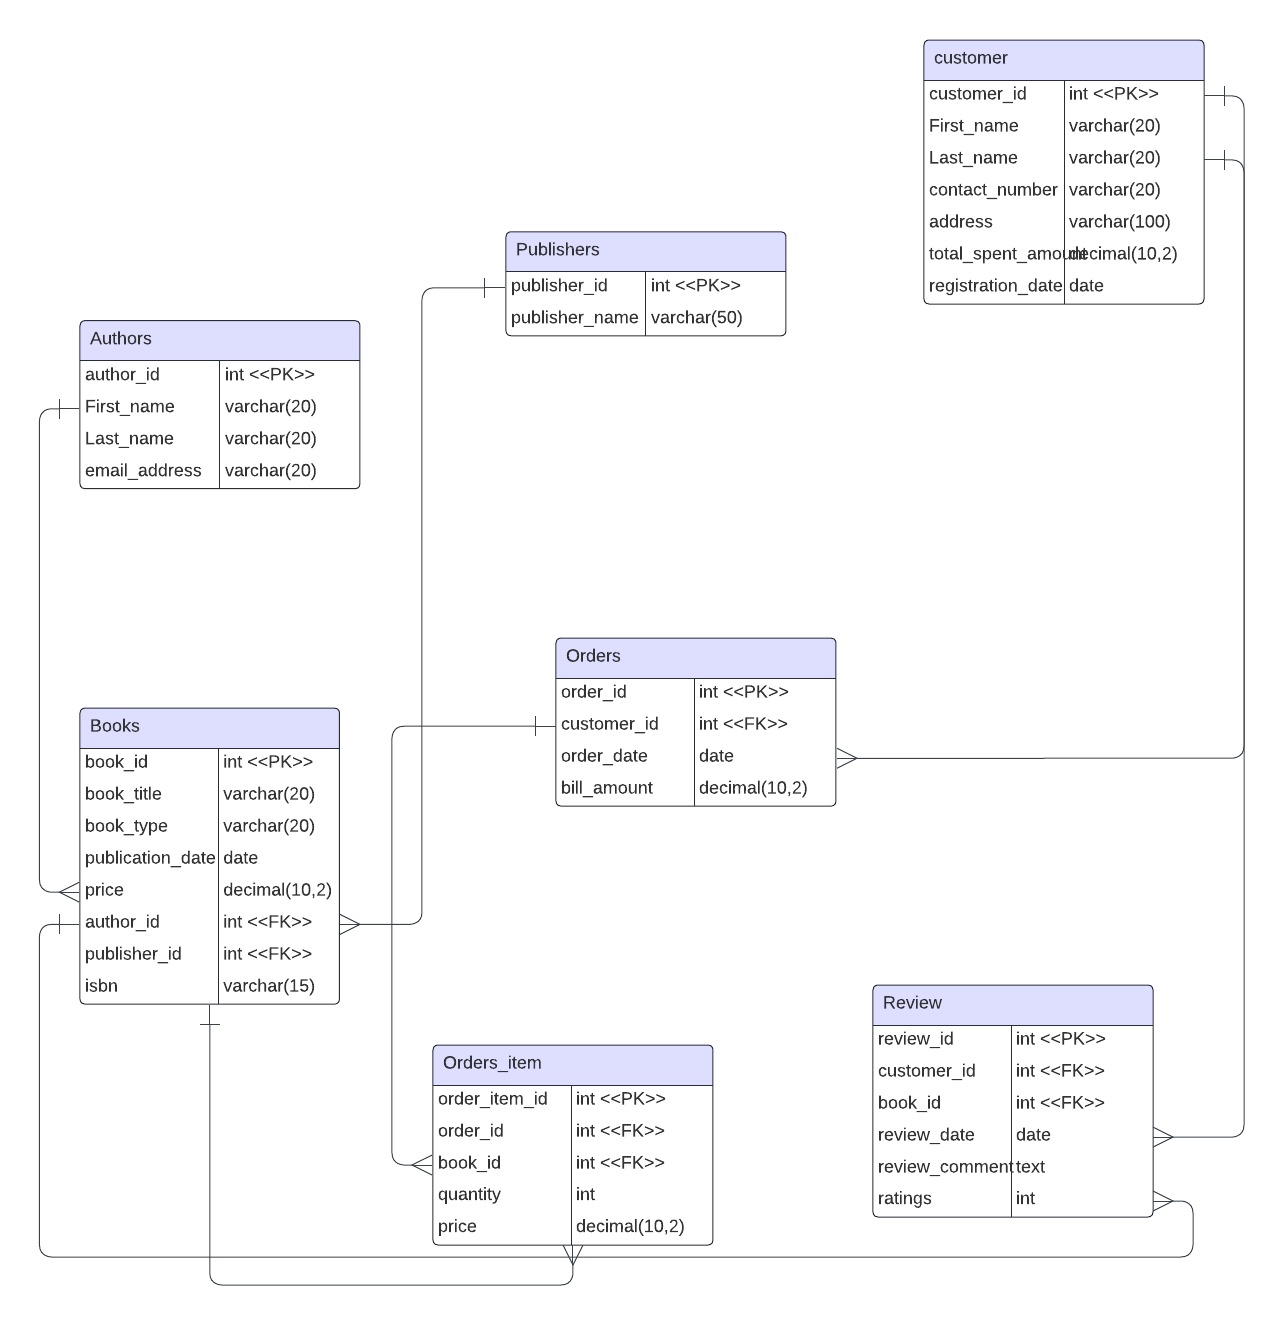 customer
customer_id int <<PK>>
First_name varchar(20)
Last_name varchar(20)
contact_number varchar(20)
address varchar(100)
total_spent_amount decimal(10,2)
registration_date date
Publishers
publisher_id int <<PK>>
publisher_name varchar(50)
Authors
author_id int <<PK>>
First_name varchar(20)
Last_name varchar(20)
email_address varchar(20)
Orders
order_id int <<PK>>
customer_id int <<FK>>
order_date date
bill_amount decimal(10,2)
Books
book_id int <<PK>>
book_title varchar(20)
book_type varchar(20)
publication_date date
price decimal(10,2)
author_id int <<FK>>
publisher_id int <<FK>>
isbn varchar(15)
Review
review_id int <<PK>>
customer_id int <<FK>>
book_id int <<FK>>
review_date date
review_comment text
ratings int
Orders_item
order_item_id int <<PK>>
order_id int <<FK>>
book_id int <<FK>>
quantity int
price decimal(10,2)